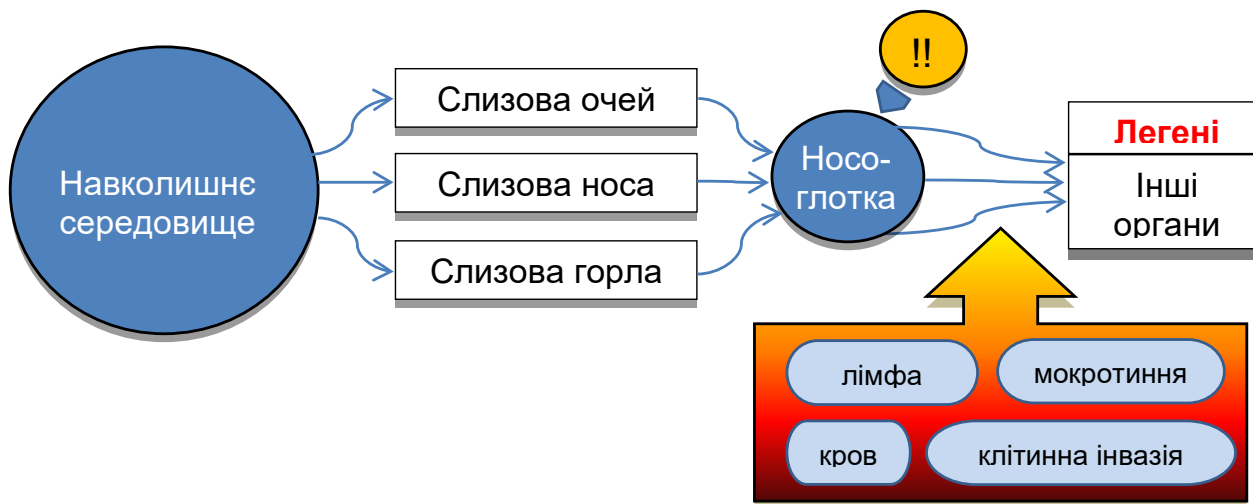 !!
Навколишнє
середовище
Слизова очей
Слизова носа
Слизова горла
Носо-
глотка
Легені
Інші
органи
лімфа
мокротиння
кров
клітинна інвазія